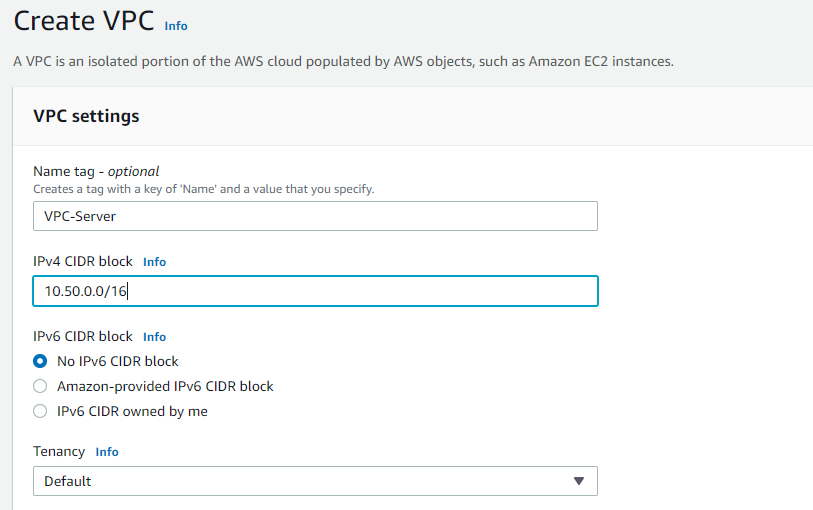 Create VPC Info
A VPC is an isolated portion of the AWS cloud populated by AWS objects, such as Amazon EC2 instances.
VPC settings
Name tag - optional
Creates a tag with a key of 'Name' and a value that you specify.
VPC-Server
IPv4 CIDR block Info
10.50.0.0/16
IPv6 CIDR block Info
No IPv6 CIDR block
Amazon-provided IPv6 CIDR block
IPv6 CIDR owned by me
Tenancy Info
Default